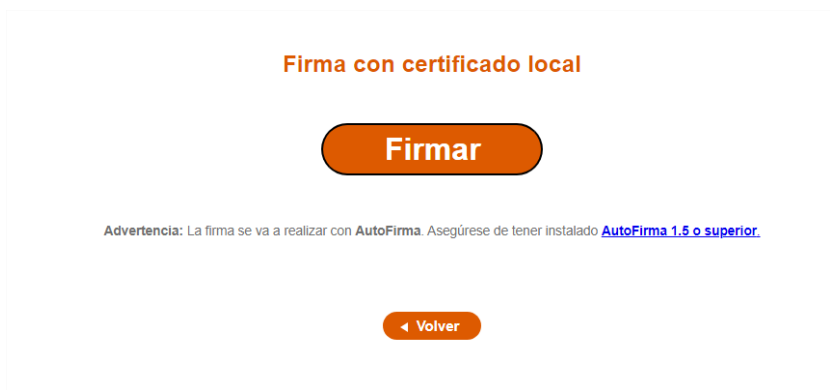 Firma con certificado local
Firmar
Advertencia: La firma se va a realizar con AutoFirma. Asegúrese de tener instalado AutoFirma 1.5 o superior.
Volver